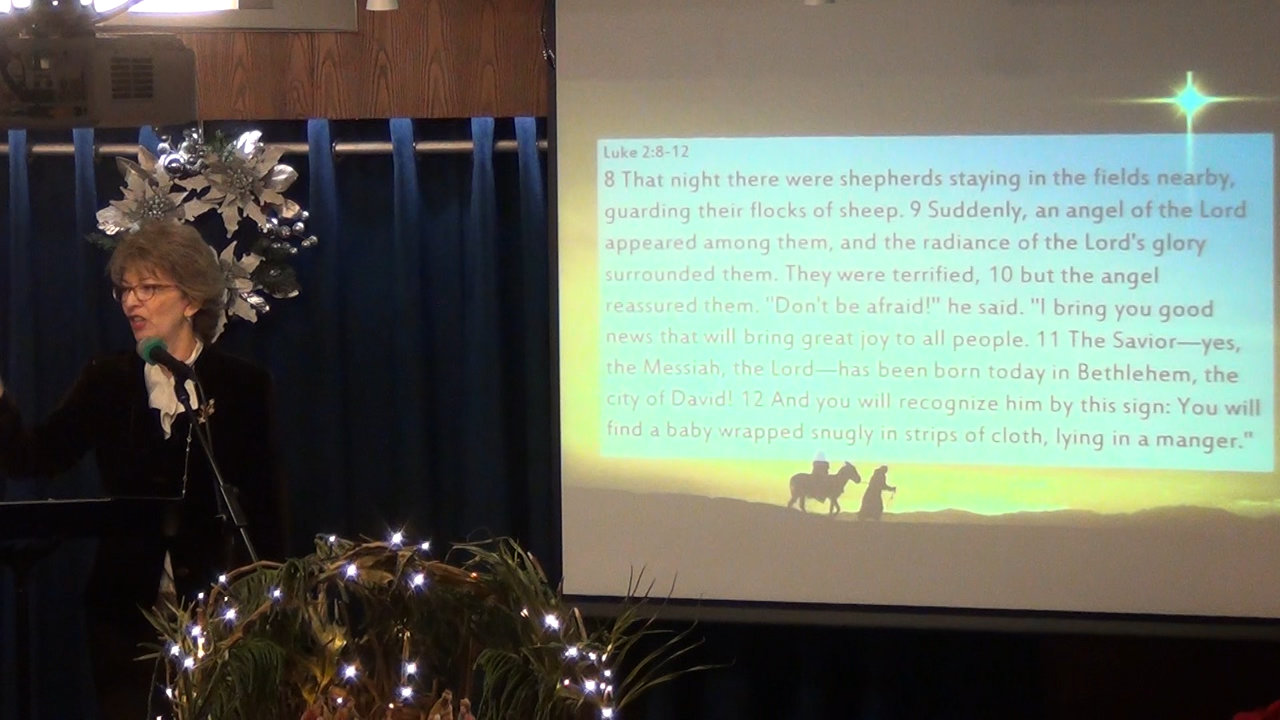 Luke 2:8-12
8 That night there were shepherds staying in the fields nearby,
guarding their flocks of sheep. 9 Suddenly, an angel of the Lord
appeared among them, and the radiance of the Lord's glory
surrounded them. They were terrified, 10 but the angel
reassured them. "Don't be afraid!" he said. "I bring you good
news that will bring great joy to all people. 11 The Savior—yes,
the Messiah, the Lord—has been born today in Bethlehem, the
city of David! 12 And you will recognize him by this sign: You will
find a baby wrapped snugly in strips of cloth, lying in a manger."